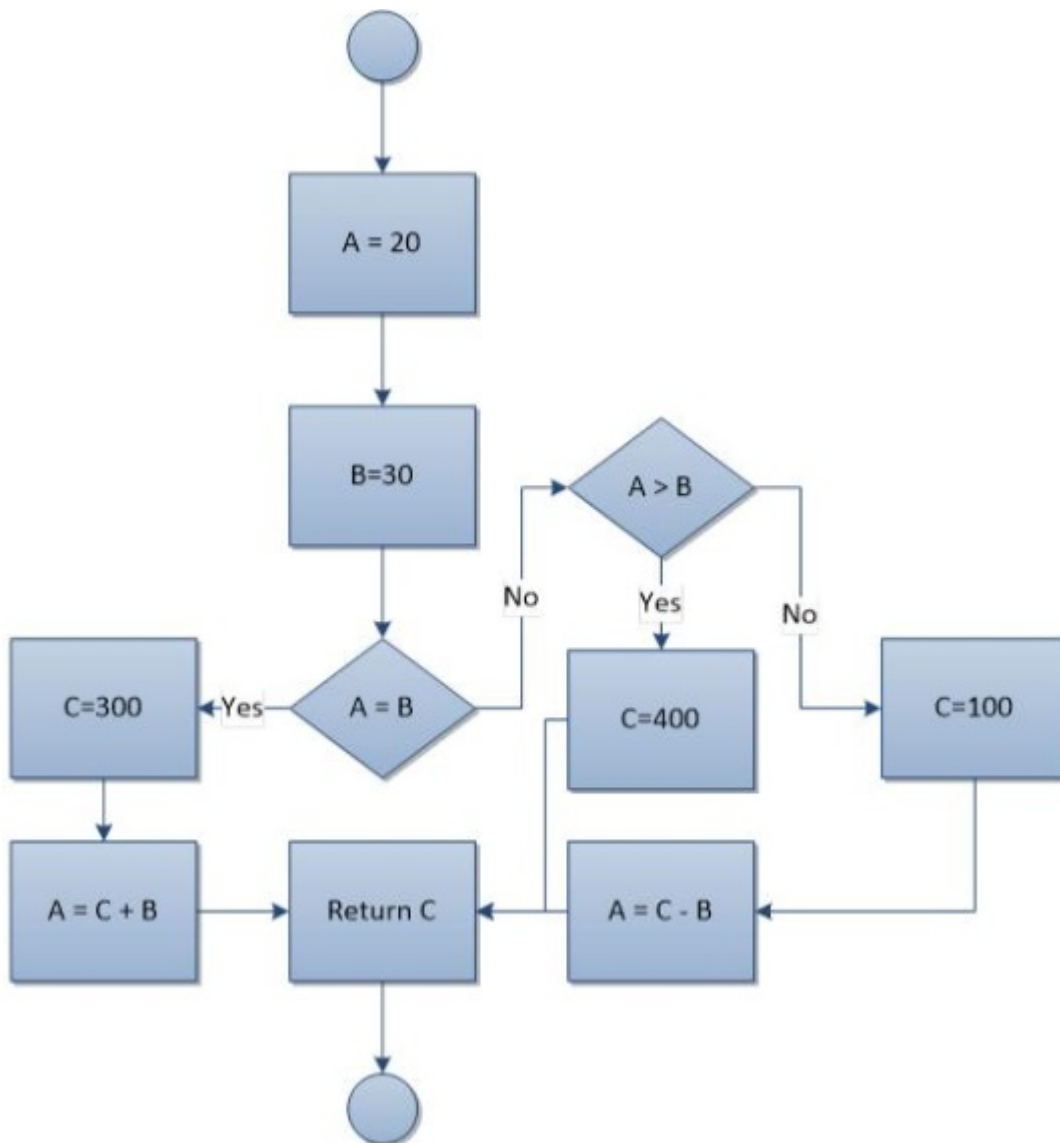 A = 20
B=30
A > B
No
Yes
No
C=300
Yes
A = B
C=400
C=100
A = C + B
Return C
A = C - B